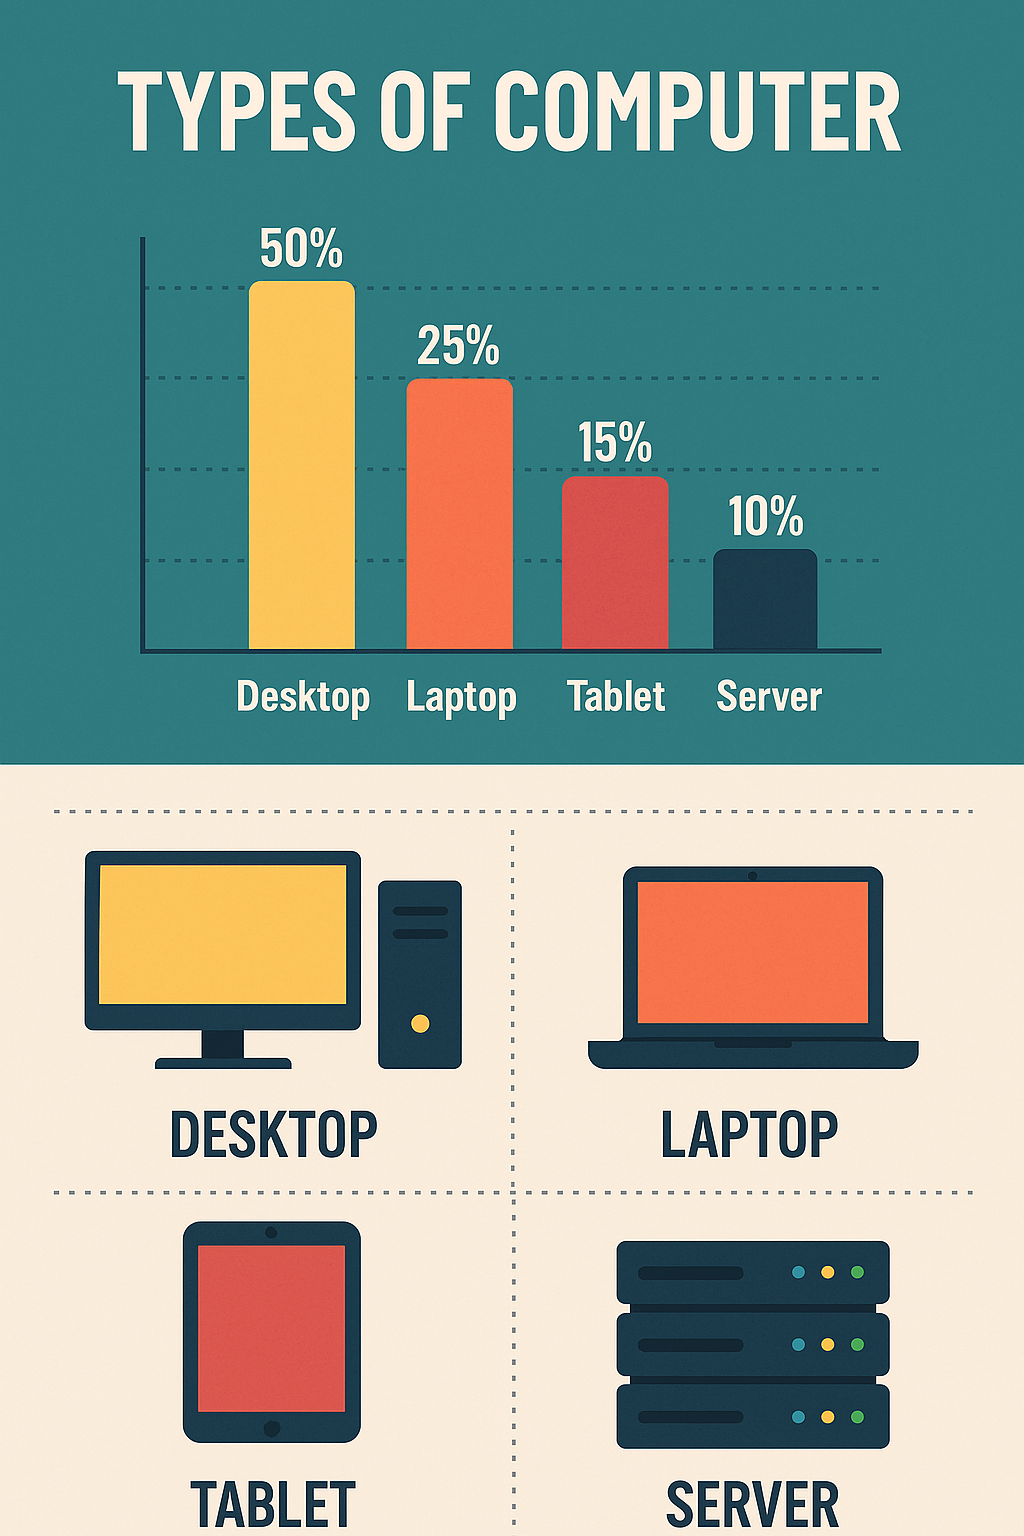 TYPES OF COMPUTER
50%
25%
15%
10%
Desktop Laptop Tablet Server
DESKTOP
LAPTOP
TABLET
SERVER